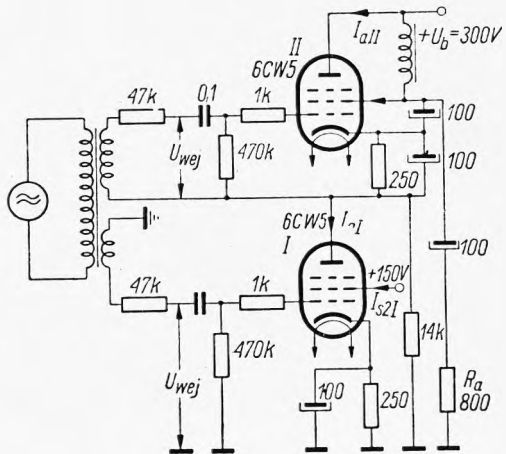 I_aII
+U_b=300V
II
6CW5
47k
0,1
1k
100
U_wej
470k
100
250
6CW5
I_aI
I
+150V
47k
1k
I_s2I
100
U_wej
470k
14k
R_a
800
100
250